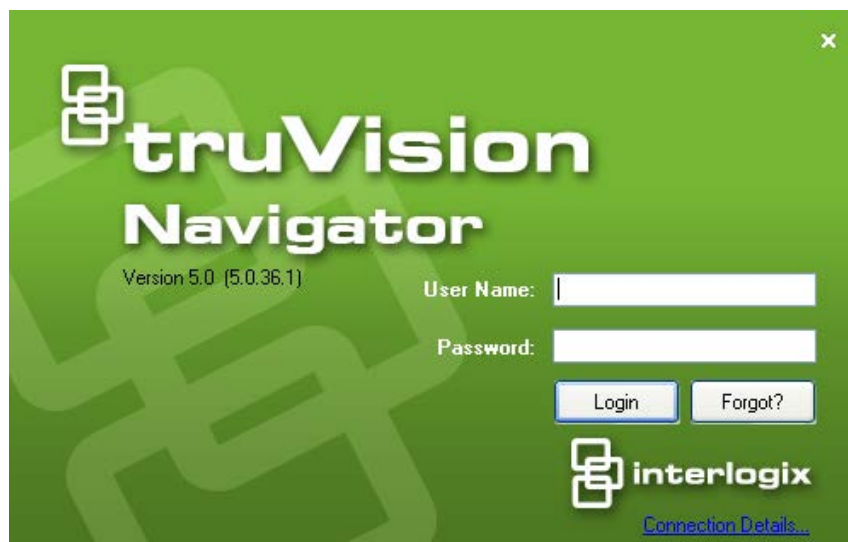 truVision
Navigator
Version 5.0 (5.0.36.1)
User Name:
Password:
Login Forgot?
interlogix
Connection Details...